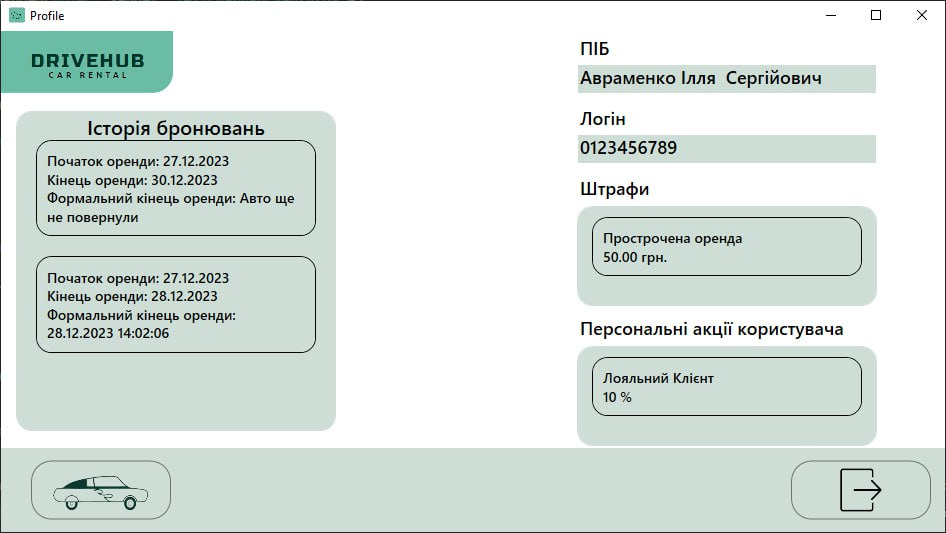 Profile
DRIVEHUB
CAR RENTAL
Історія бронювань
Початок оренди: 27.12.2023
Кінець оренди: 30.12.2023
Формальний кінець оренди: Авто ще
не повернули
Початок оренди: 27.12.2023
Кінець оренди: 28.12.2023
Формальний кінець оренди:
28.12.2023 14:02:06
ПІБ
Авраменко Ілля  Сергійович
Логін
0123456789
Штрафи
Прострочена оренда
50.00 грн.
Персональні акції користувача
Лояльний Клієнт
10 %